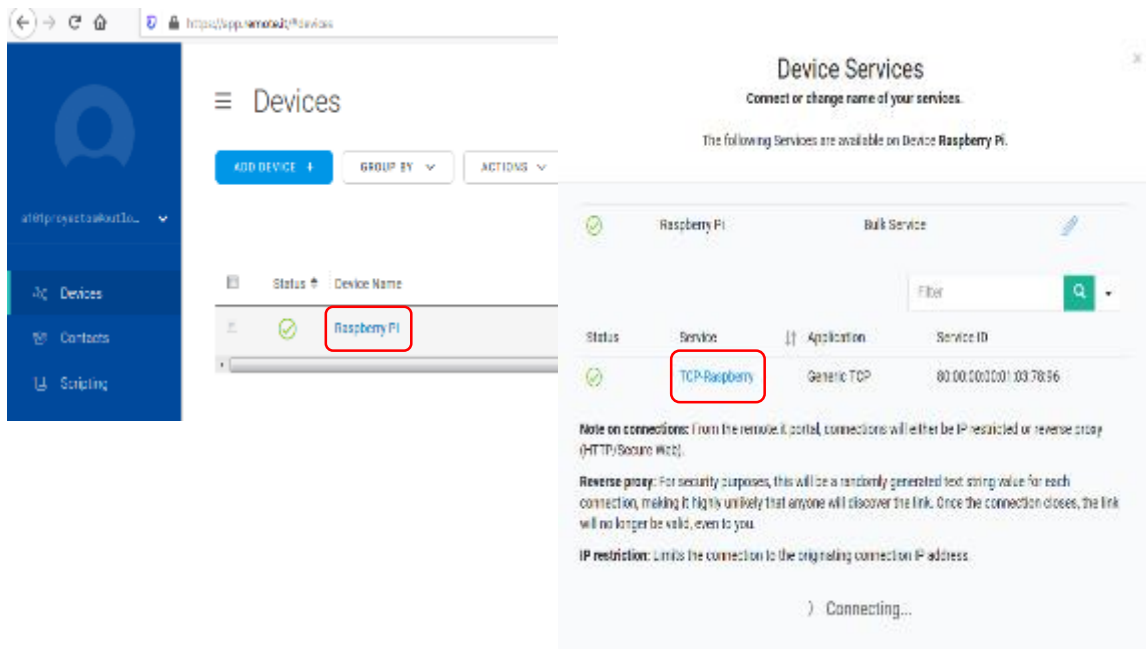 https://app.remote.it/#devices
Devices
ADD DEVICE +
GROUP BY
ACTIONS
Devices
Contacts
Scripting
Status
Device Name
Raspberry Pi
Device Services
Connect or change name of your services.
The following Services are available on Device Raspberry Pi.
Raspberry Pi
Bulk Service
Filter
Status
Service
Application
Service ID
TCP-Raspberry
Generic TCP
80:00:00:00:01:03:78:96
Note on connections: From the remote.it portal, connections will either be IP restricted or reverse proxy
(HTTP/Secure Web).
Reverse proxy: For security purposes, this will be a randomly generated text string value for each
connection, making it highly unlikely that anyone will discover the link. Once the connection closes, the link
will no longer be valid, even to you.
IP restriction: Limits the connection to the originating connection IP address.
Connecting...